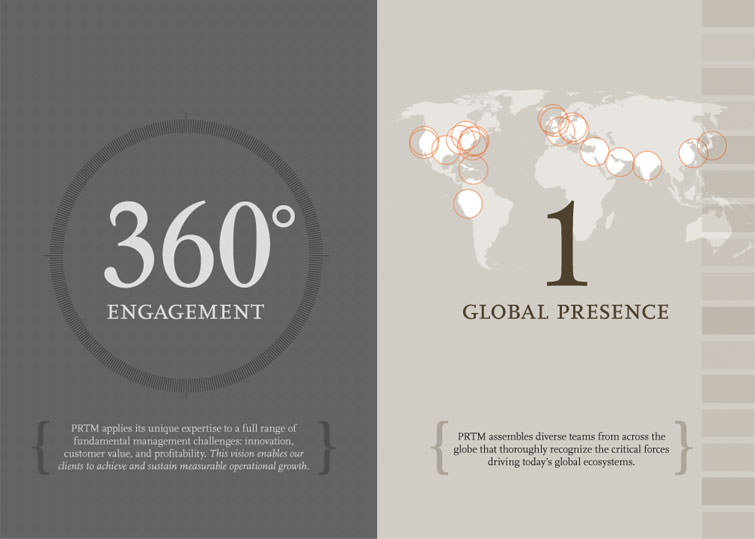 360°
ENGAGEMENT
PRTM applies its unique expertise to a full range of
fundamental management challenges: innovation,
customer value, and profitability. This vision enables our
clients to achieve and sustain measurable operational growth.
1
GLOBAL PRESENCE
PRTM assembles diverse teams from across the
globe that thoroughly recognize the critical forces
driving today's global ecosystems.